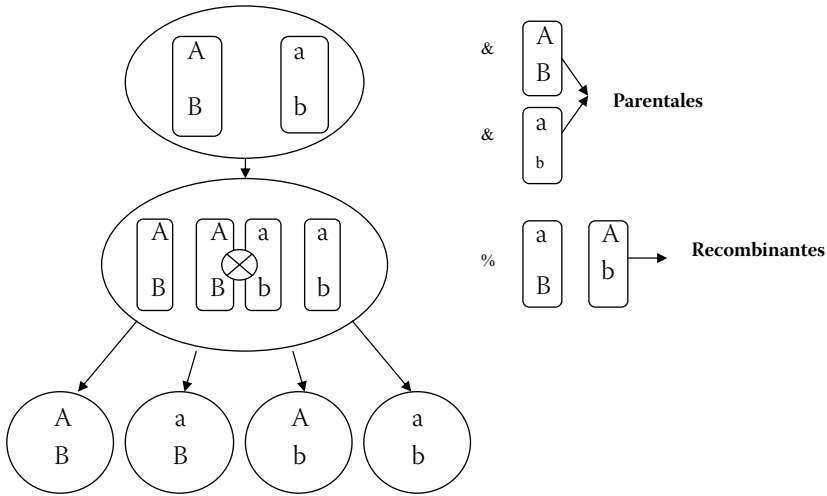 A a
B b
A A a a
B B b b
A a A a
B B b b
& A
B
Parentales
& a
b
% a A
B b
Recombinantes